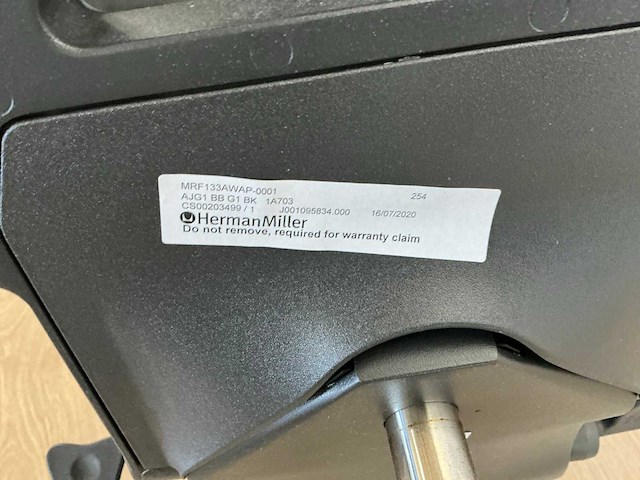 MRF133AWAP-0001 254
AJG1 BB G1 BK 1A703
CS00203499 / 1 J001095834.000 16/07/2020
HermanMiller
Do not remove, required for warranty claim